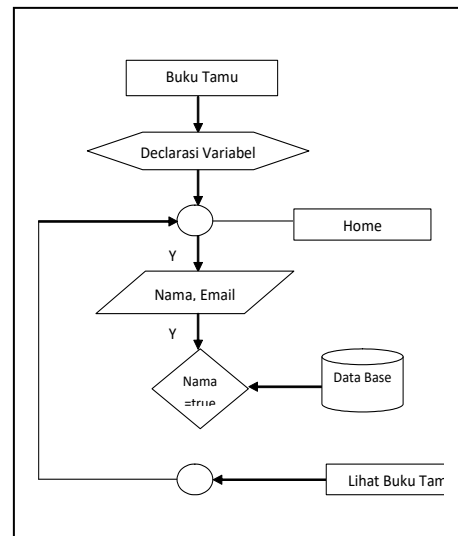 Buku Tamu
Declarasi Variabel
Home
Y
Nama, Email
Y
Nama
=true
Data Base
Lihat Buku Tam